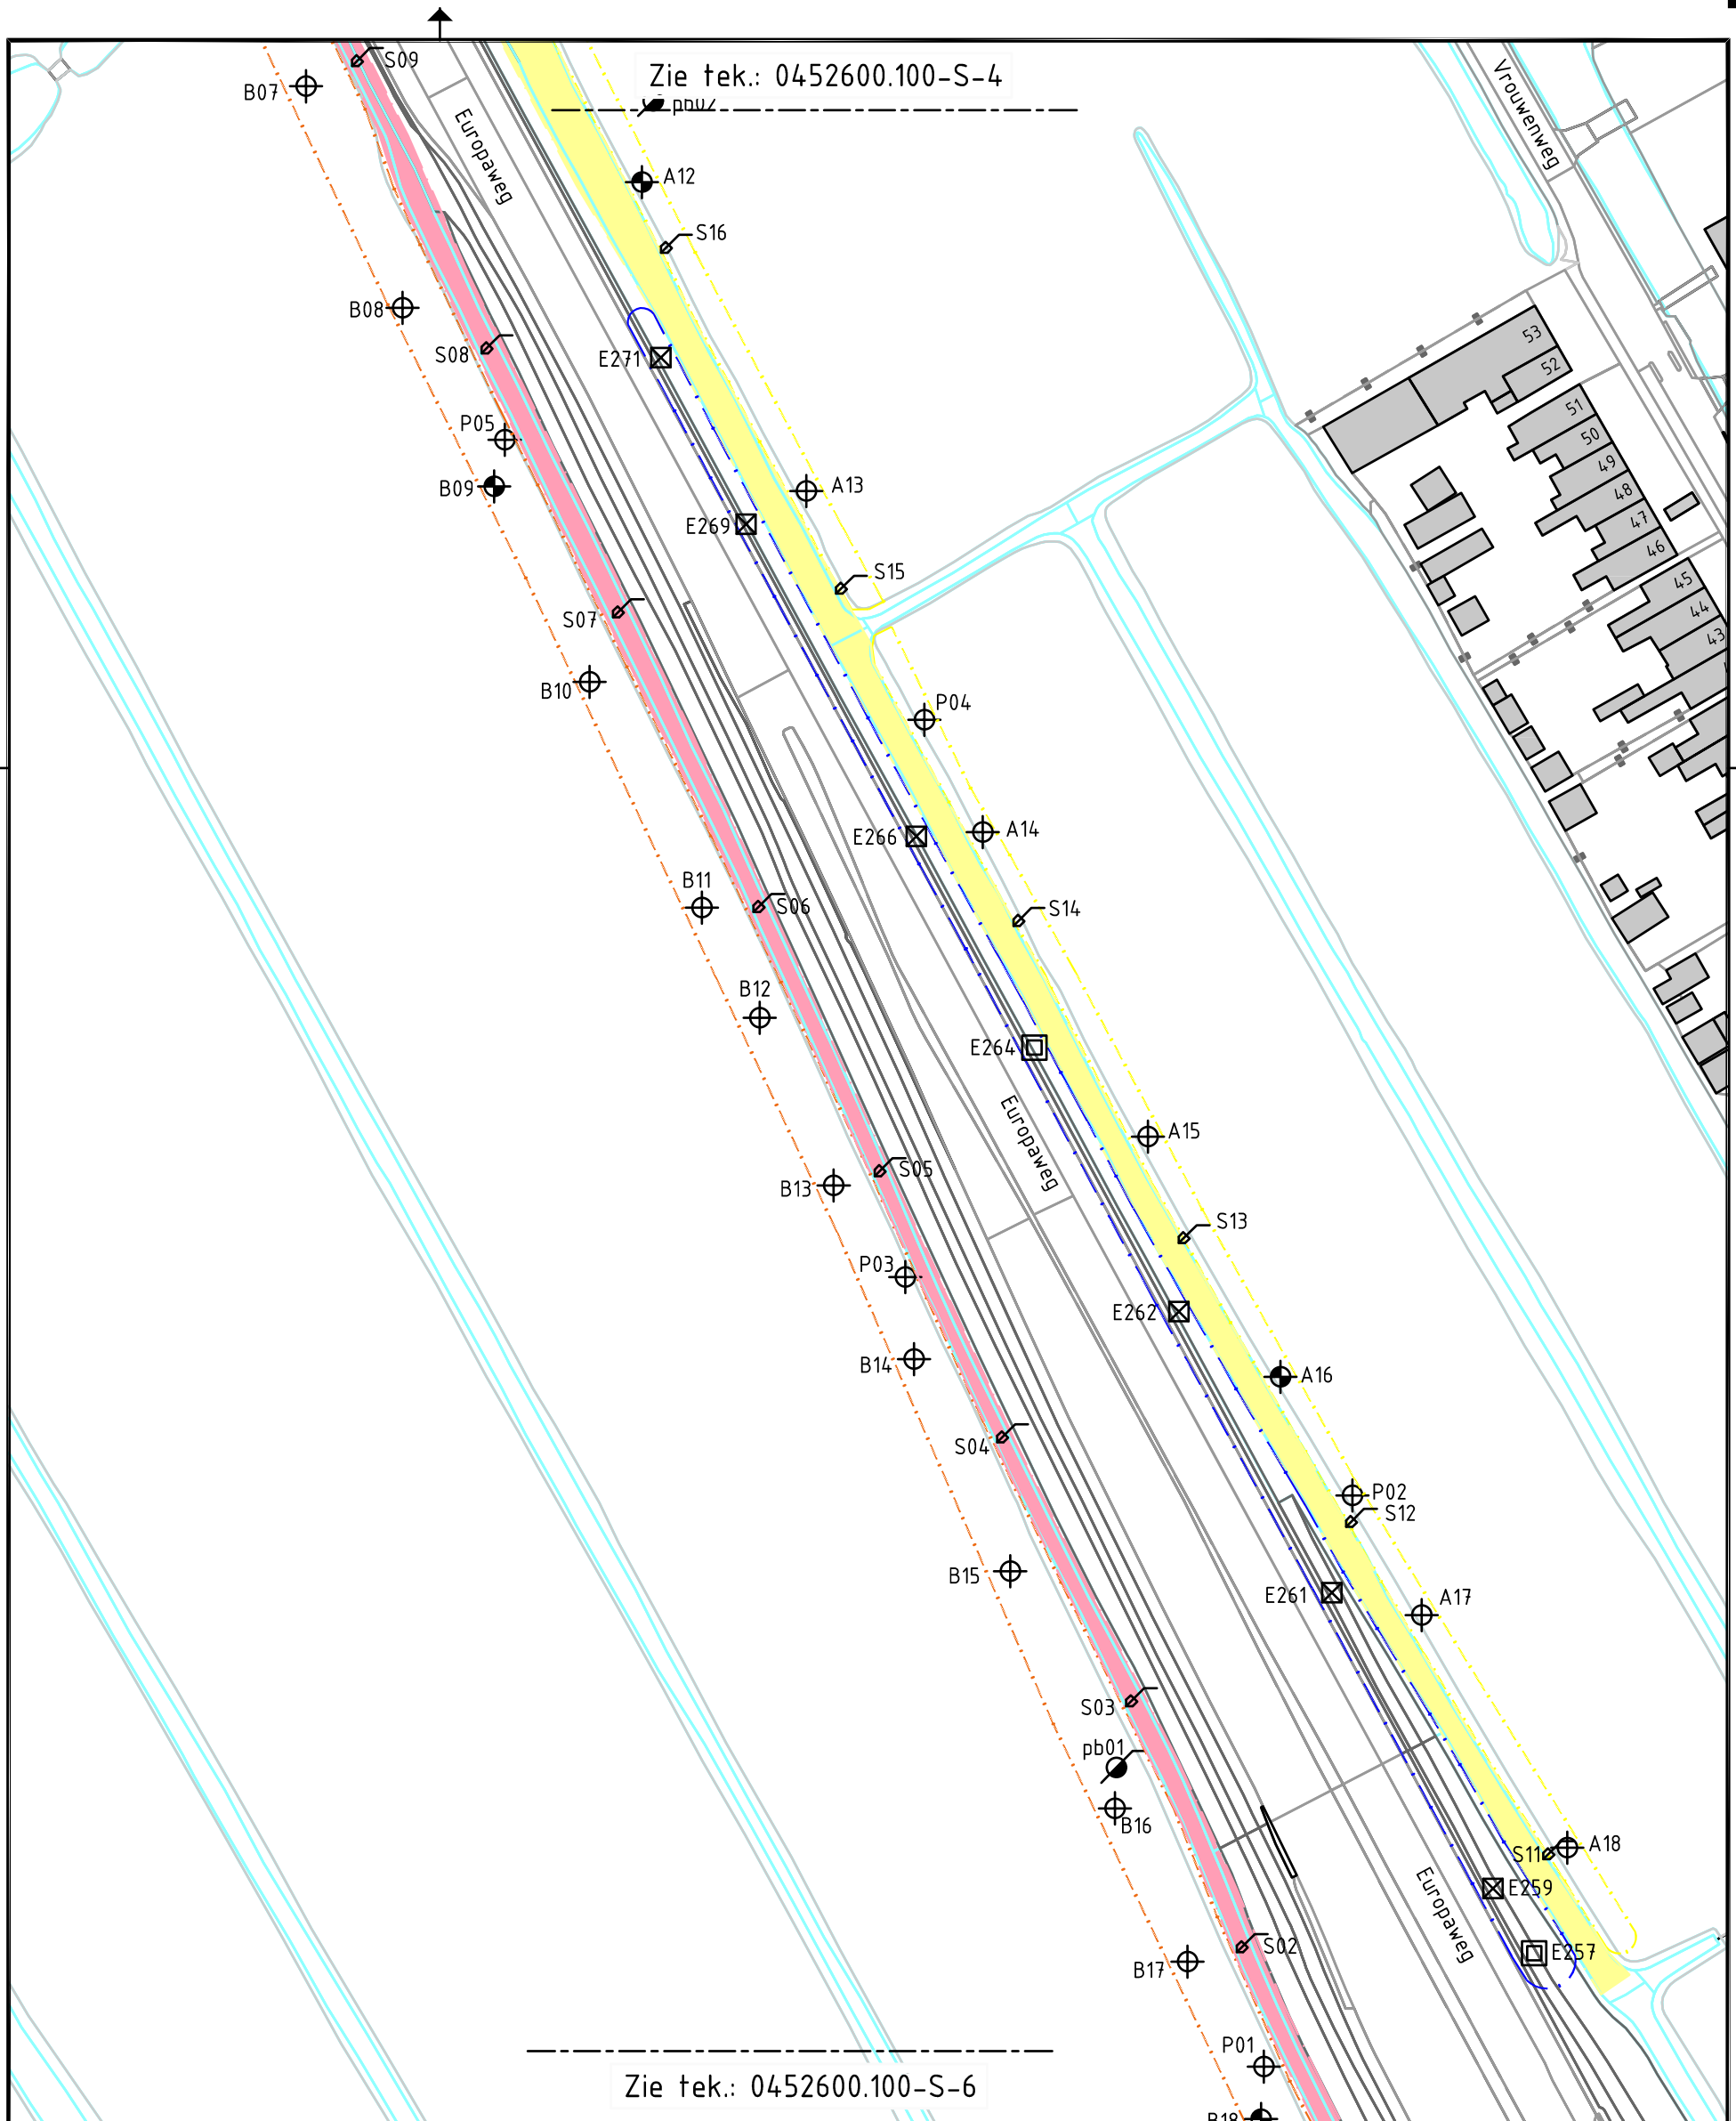 Zie tek.: 0452600.100-S-4
S09
B07
pb02
Europaweg
Vrouwenweg
A12
S16
B08
S08
E271
53
52
51
50
49
48
47
46
45
44
43
P05
B09
A13
E269
S15
S07
B10
P04
E266
A14
B11
S06
S14
B12
E264
Europaweg
A15
S05
B13
S13
P03
E262
B14
A16
S04
P02
S12
B15
E261
A17
S03
pb01
B16
A18
S11
E259
Europaweg
S02
B17
E257
P01
Zie tek.: 0452600.100-S-6
B18